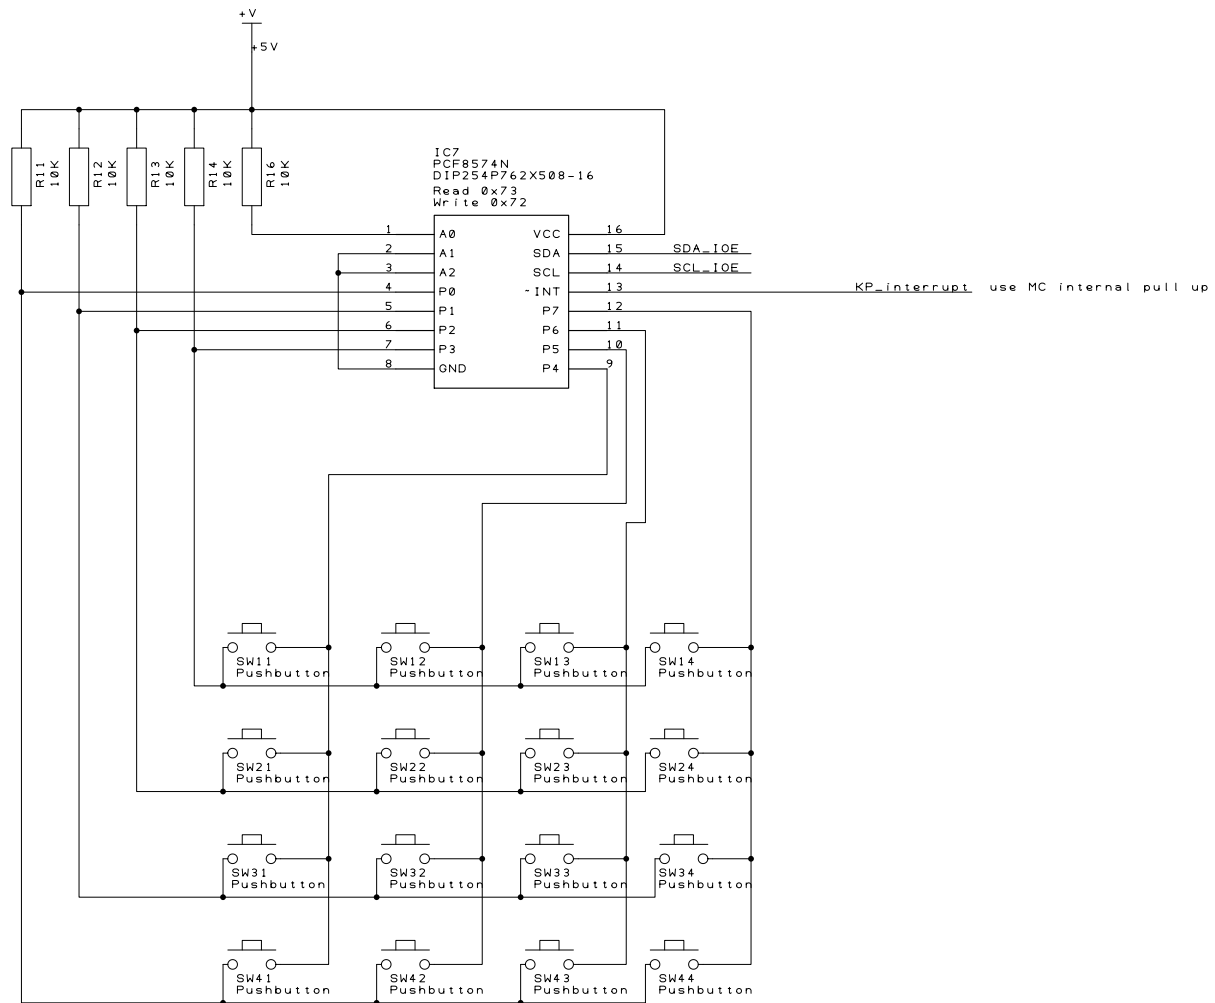 +V
+5V
R11 10K
R12 10K
R13 10K
R14 10K
R16 10K
IC7
PCF8574N
DIP254P762X508-16
Read 0x73
Write 0x72
1 A0 VCC 16
2 A1 SDA 15 SDA_IOE
3 A2 SCL 14 SCL_IOE
4 P0 ~INT 13 KP_interrupt use MC internal pull up
5 P1 P7 12
6 P2 P6 11
7 P3 P5 10
8 GND P4 9
SW11 SW12 SW13 SW14
Pushbutton Pushbutton Pushbutton Pushbutton
SW21 SW22 SW23 SW24
Pushbutton Pushbutton Pushbutton Pushbutton
SW31 SW32 SW33 SW34
Pushbutton Pushbutton Pushbutton Pushbutton
SW41 SW42 SW43 SW44
Pushbutton Pushbutton Pushbutton Pushbutton